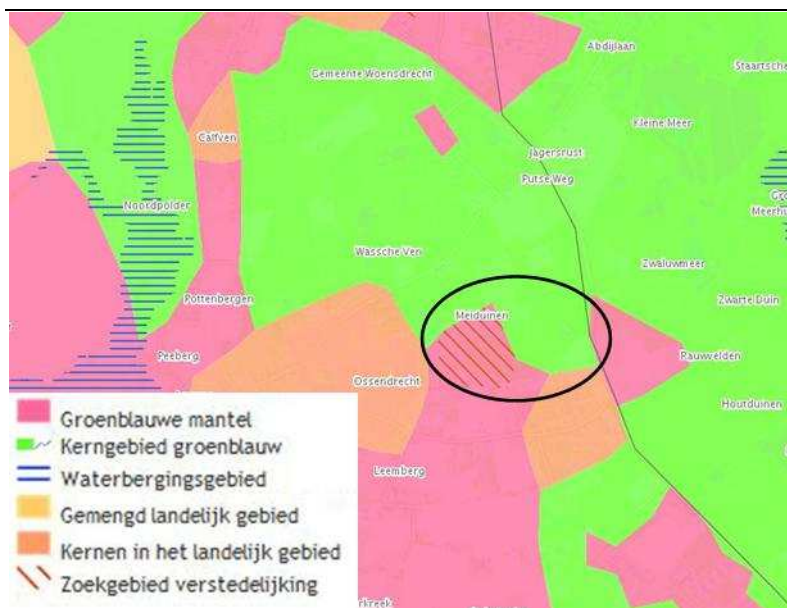 Abdijlaan
Staartsche
Gemeente Woensdrecht
Kleine Meer
Calfven
Jagersrust
Putse Weg
Noordpolder
Wassche Ven
Zwaluwmeer
Pottenbergen
Zwarte Duin
Meiduinen
Peeberg
Pauwvelden
Ossendrecht
Houtduinen
Leemberg
Groenblauwe mantel
Kerngebied groenblauw
Waterbergingsgebied
Gemengd landelijk gebied
Kernen in het landelijk gebied
Zoekgebied verstedelijking